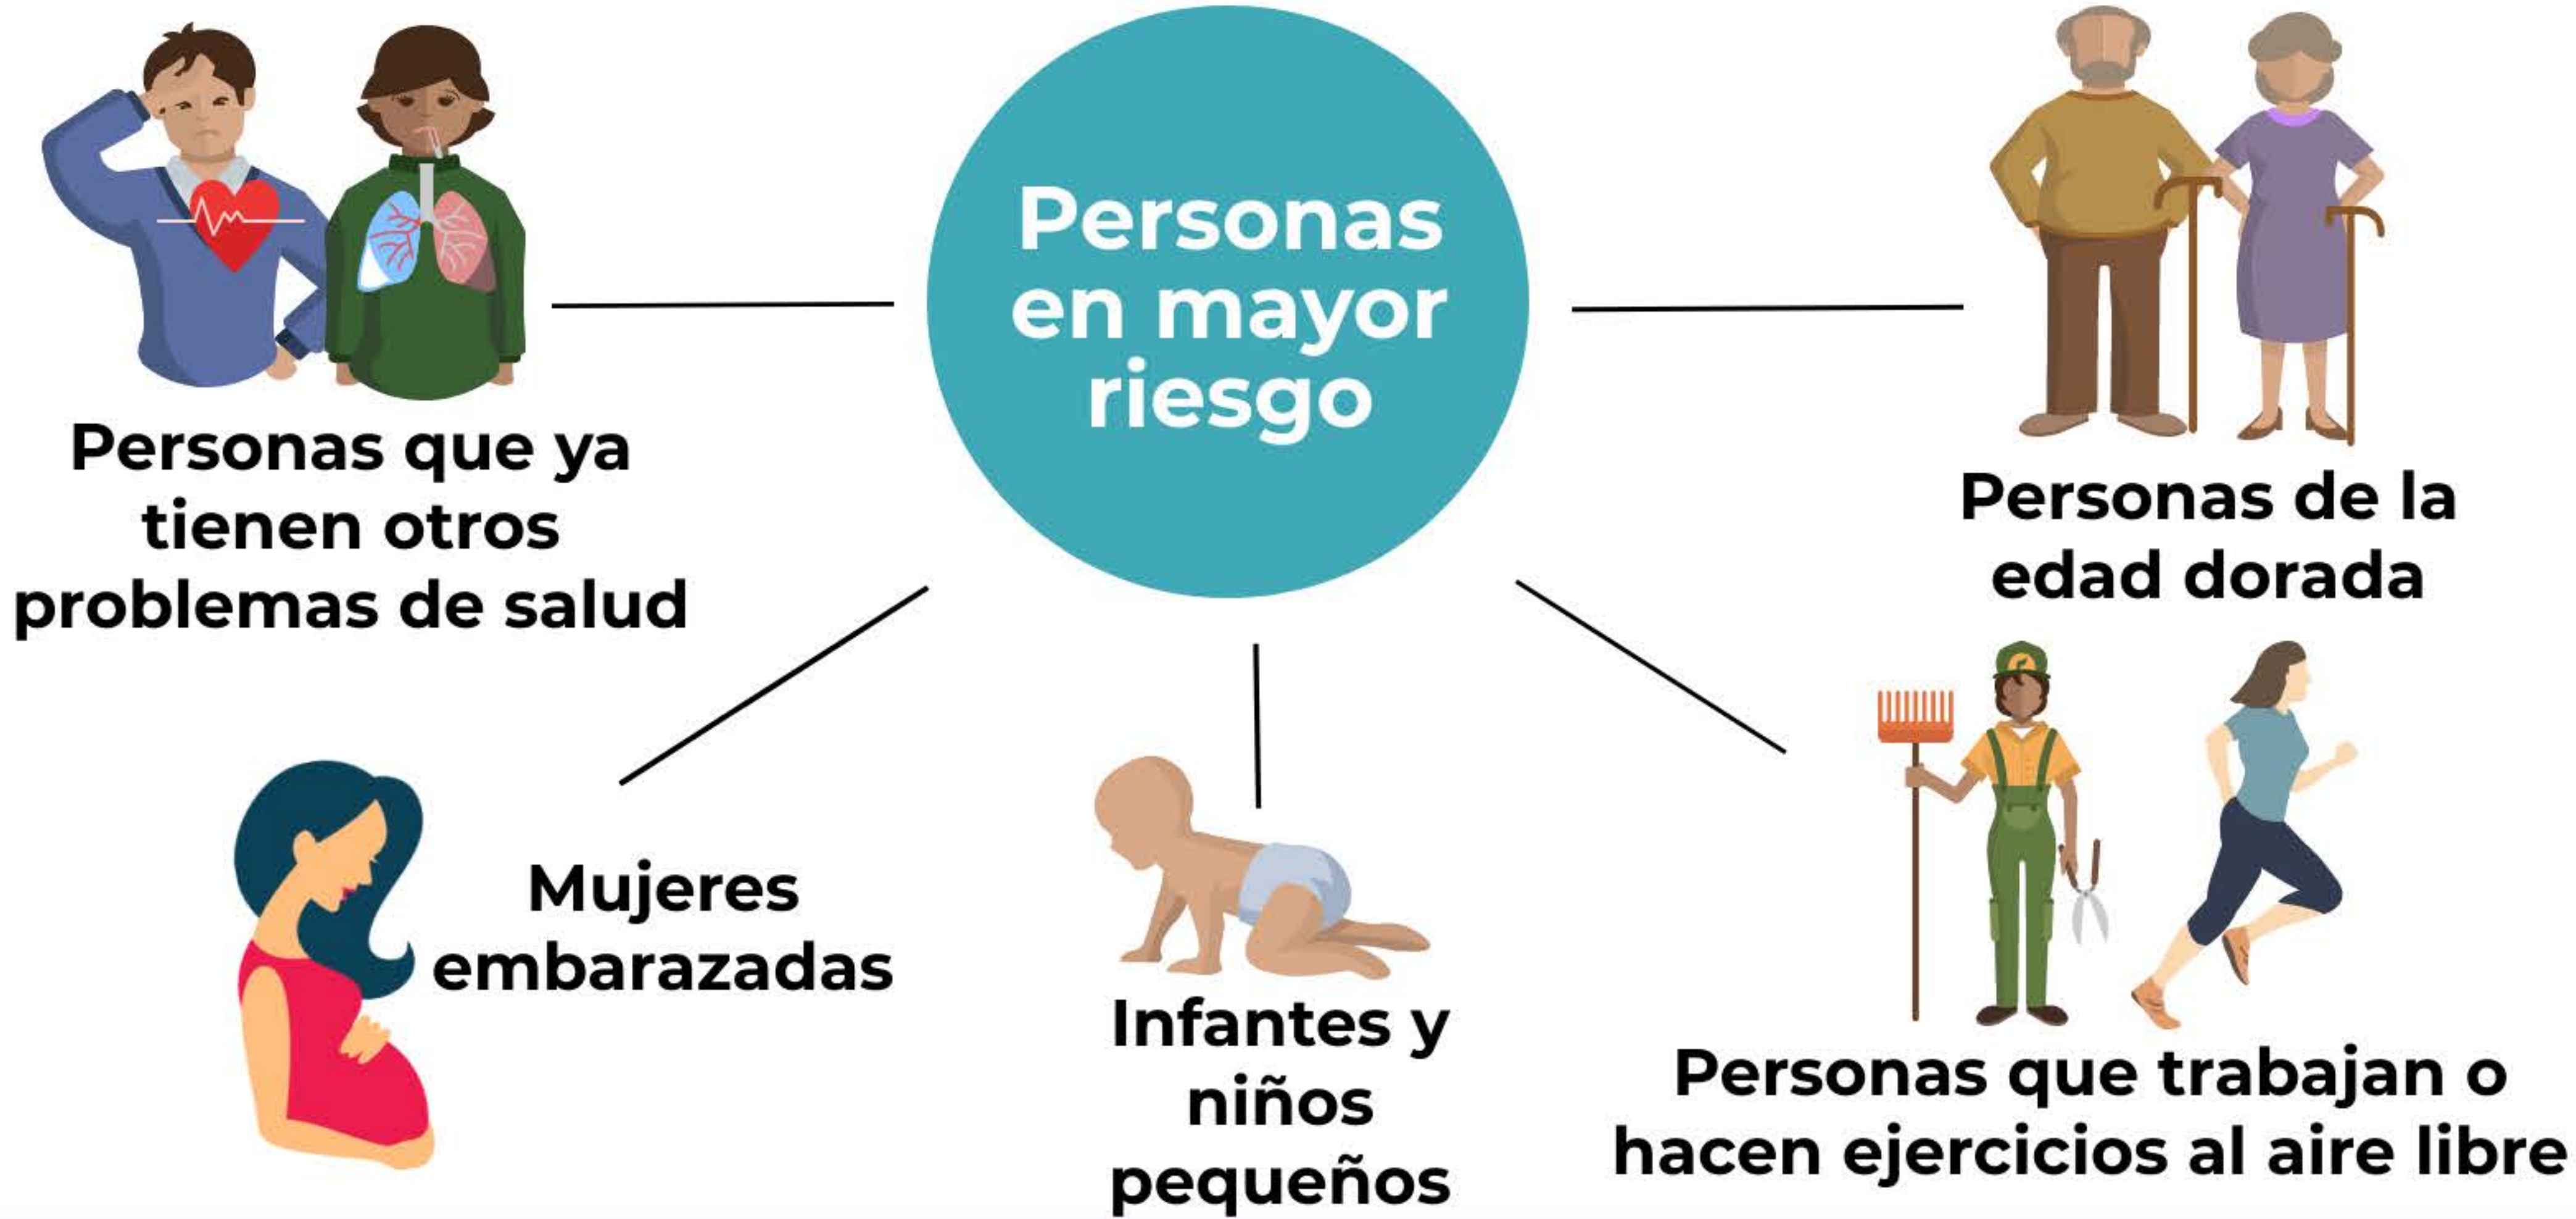 Personas
en mayor
riesgo
Personas que ya
tienen otros
problemas de salud
Personas de la
edad dorada
Mujeres
embarazadas
Infantes y
niños
pequeños
Personas que trabajan o
hacen ejercicios al aire libre